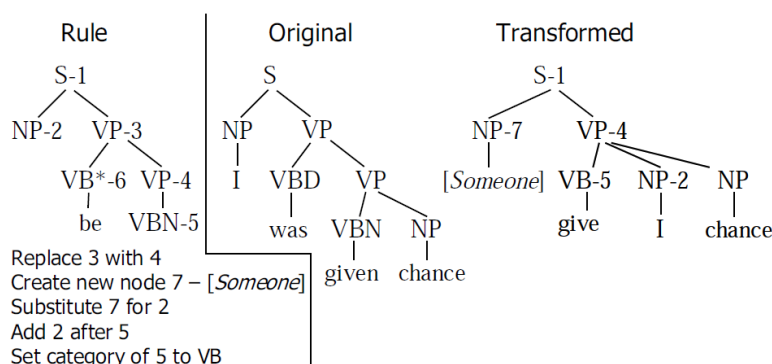 Rule Original Transformed
S-1 S S-1
NP-2 VP-3 NP VP NP-7 VP-4
VB*-6 VP-4 I VBD VP [Someone] VB-5 NP-2 NP
be VBN-5 was VBN NP give I chance
given chance
Replace 3 with 4
Create new node 7 – [Someone]
Substitute 7 for 2
Add 2 after 5
Set category of 5 to VB